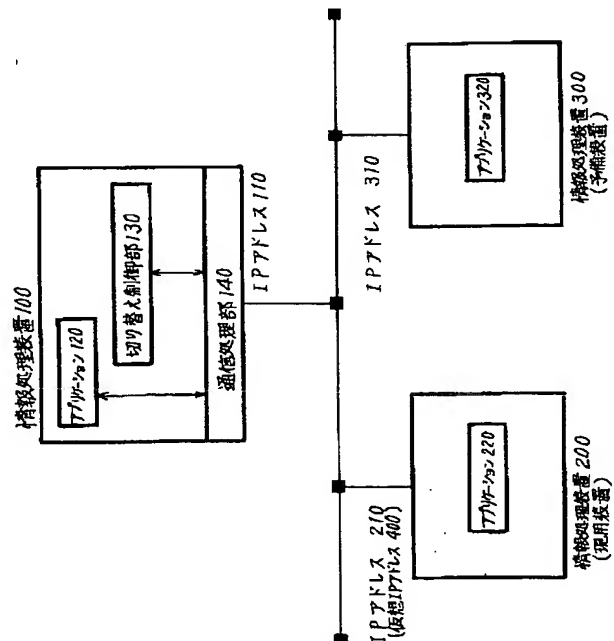 情報処理装置100
アプリケーション120
切り替え制御部130
通信処理部140
IPアドレス110
IPアドレス 310
IPアドレス 210
(仮想IPアドレス 400)
アプリケーション220
情報処理装置200
(現用装置)
アプリケーション320
情報処理装置300
(予備装置)